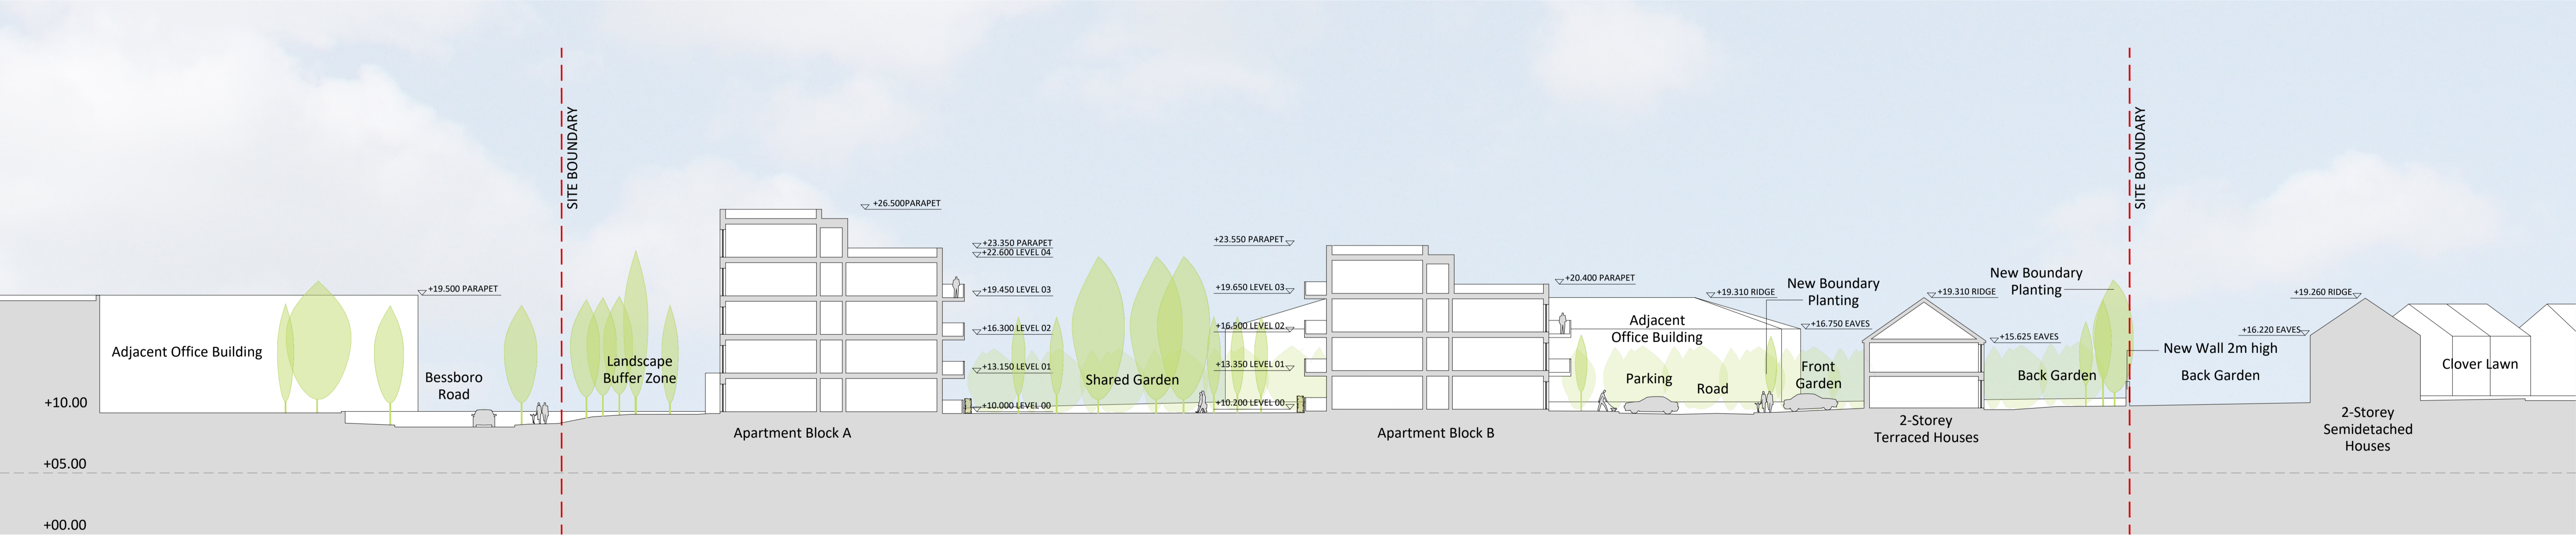 SITE BOUNDARY
SITE BOUNDARY
+26.500PARAPET
+23.350 PARAPET
+22.600 LEVEL 04
+19.450 LEVEL 03
+16.300 LEVEL 02
+13.150 LEVEL 01
+10.000 LEVEL 00
+23.550 PARAPET
+19.650 LEVEL 03
+16.500 LEVEL 02
+13.350 LEVEL 01
+10.200 LEVEL 00
+20.400 PARAPET
+19.310 RIDGE
New Boundary
Planting
+16.750 EAVES
+19.310 RIDGE
+15.625 EAVES
New Boundary
Planting
+19.260 RIDGE
+16.220 EAVES
New Wall 2m high
+19.500 PARAPET
Adjacent Office Building
Bessboro
Road
Landscape
Buffer Zone
Shared Garden
Adjacent
Office Building
Parking
Road
Front
Garden
Back Garden
Back Garden
Clover Lawn
Apartment Block A
Apartment Block B
2-Storey
Terraced Houses
2-Storey
Semidetached
Houses
+10.00
+05.00
+00.00